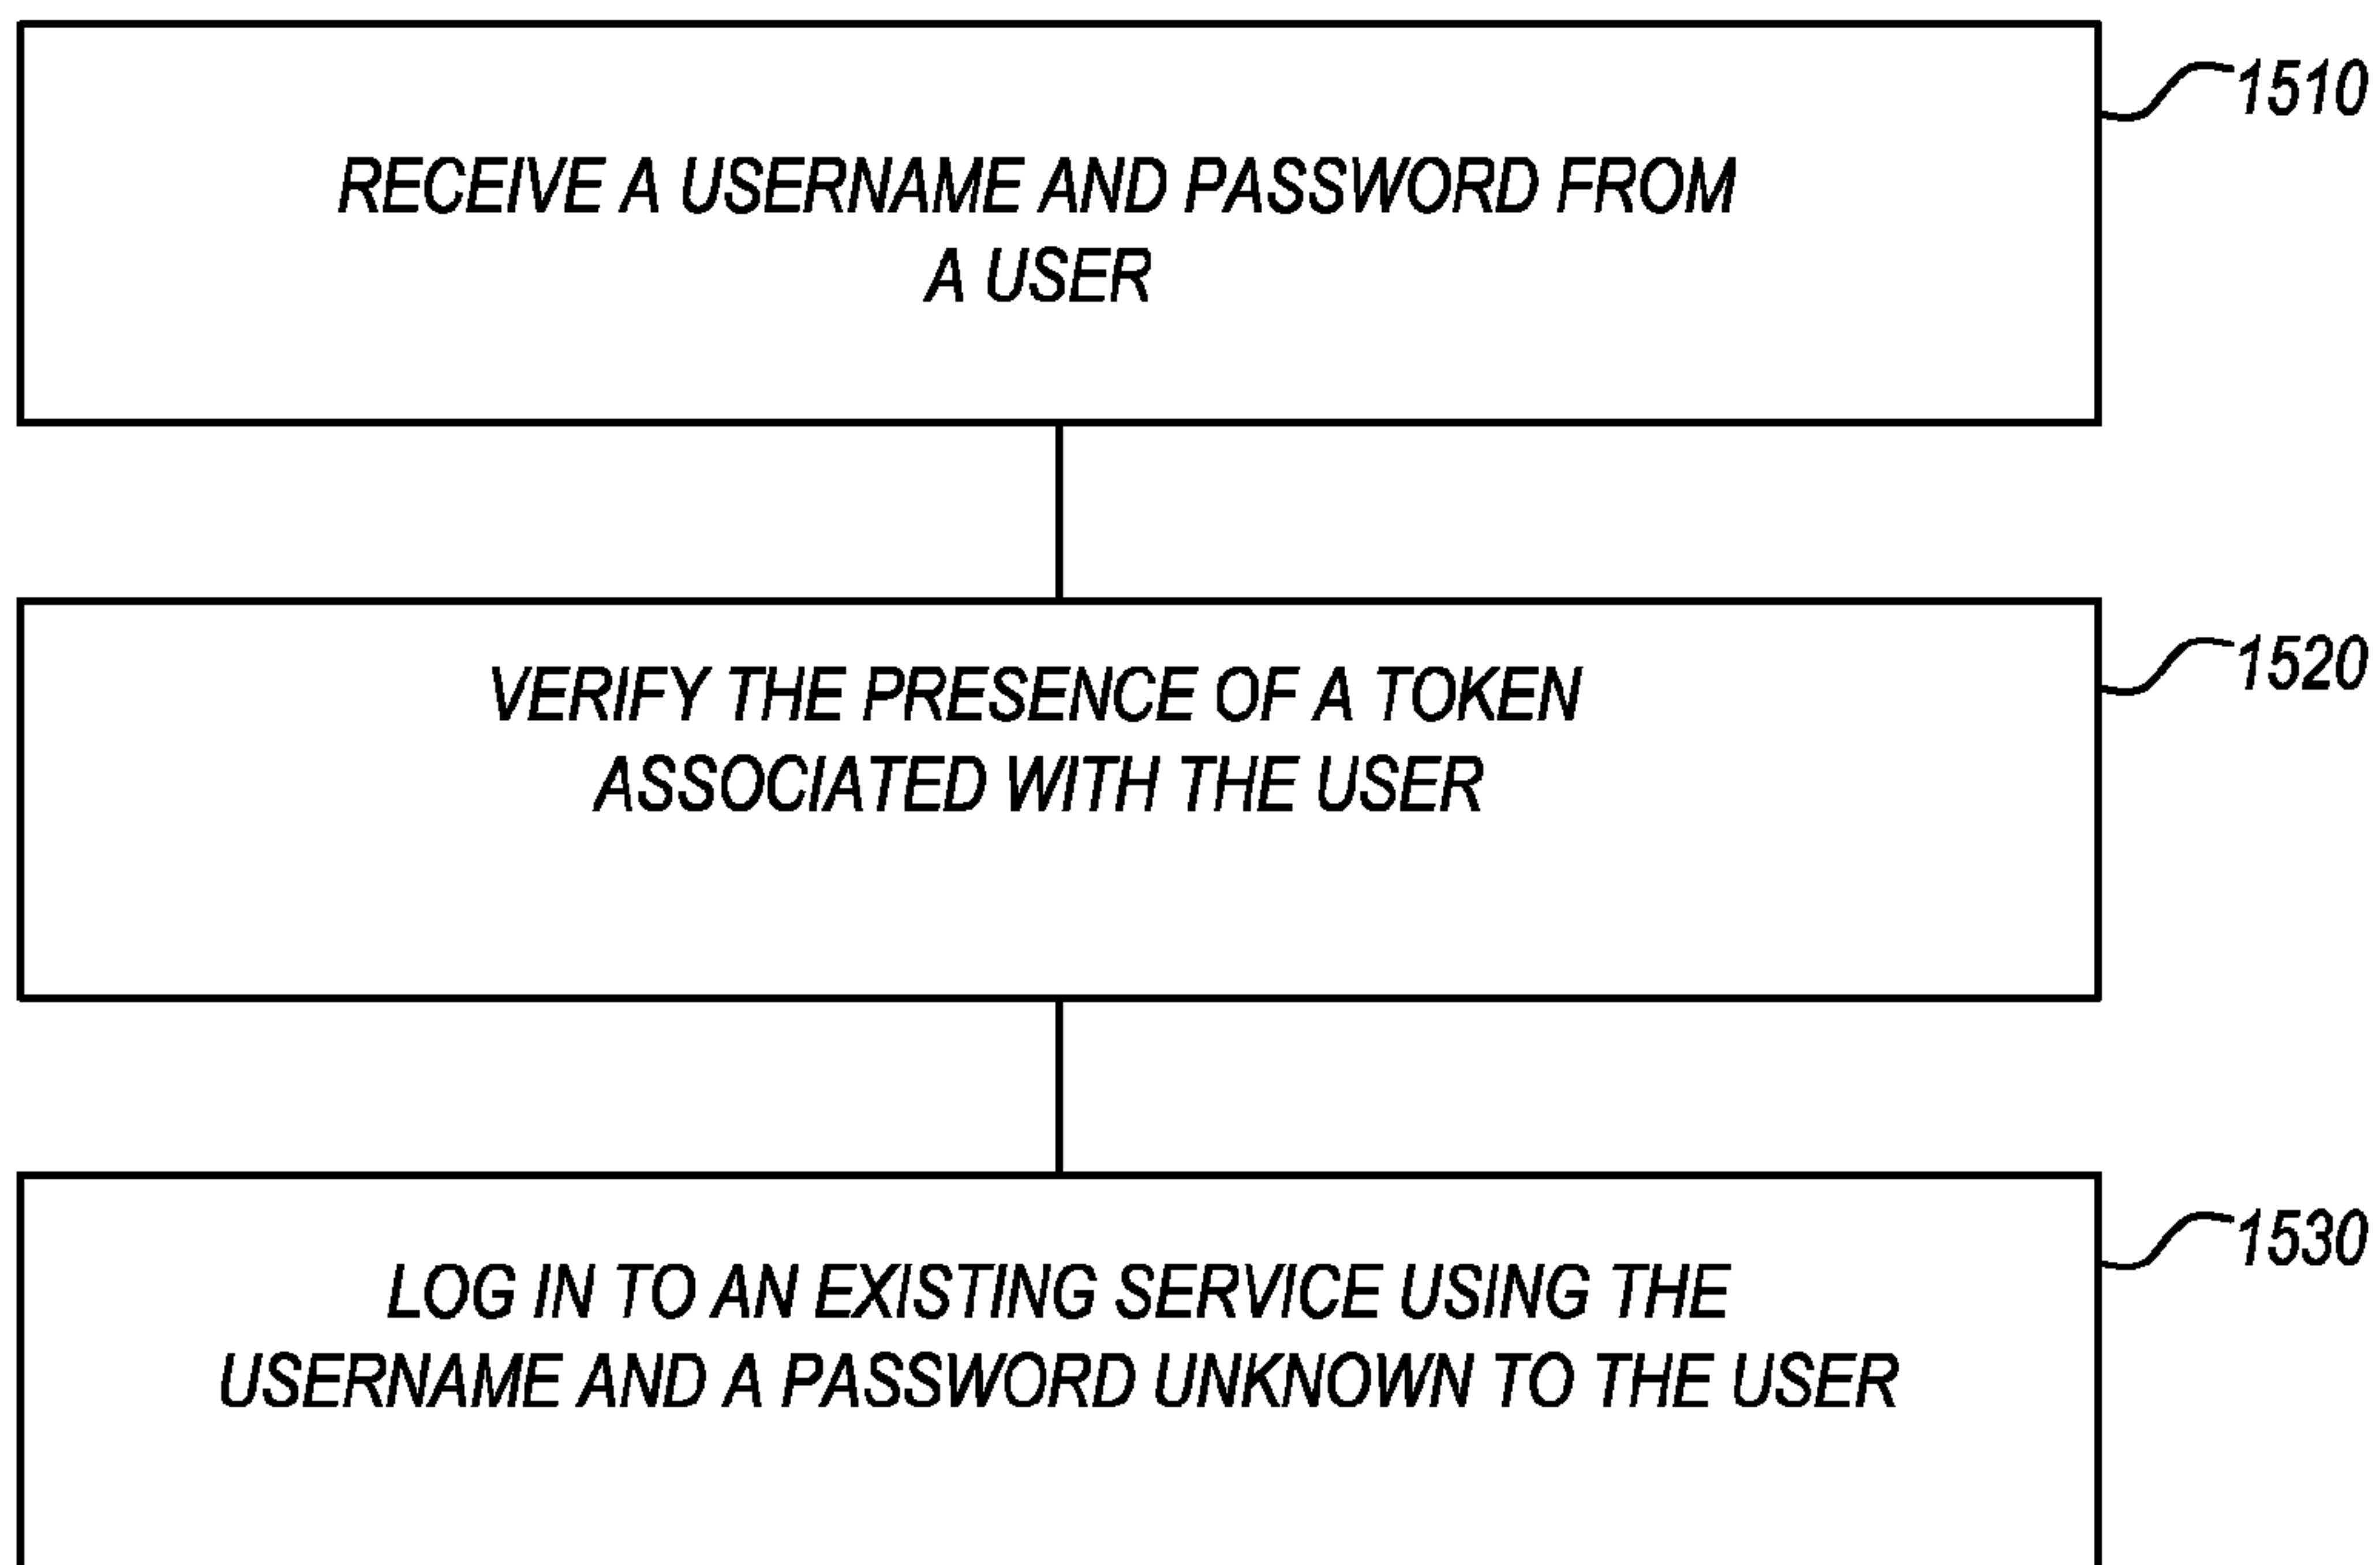 1510
RECEIVE A USERNAME AND PASSWORD FROM
A USER
1520
VERIFY THE PRESENCE OF A TOKEN
ASSOCIATED WITH THE USER
1530
LOG IN TO AN EXISTING SERVICE USING THE
USERNAME AND A PASSWORD UNKNOWN TO THE USER